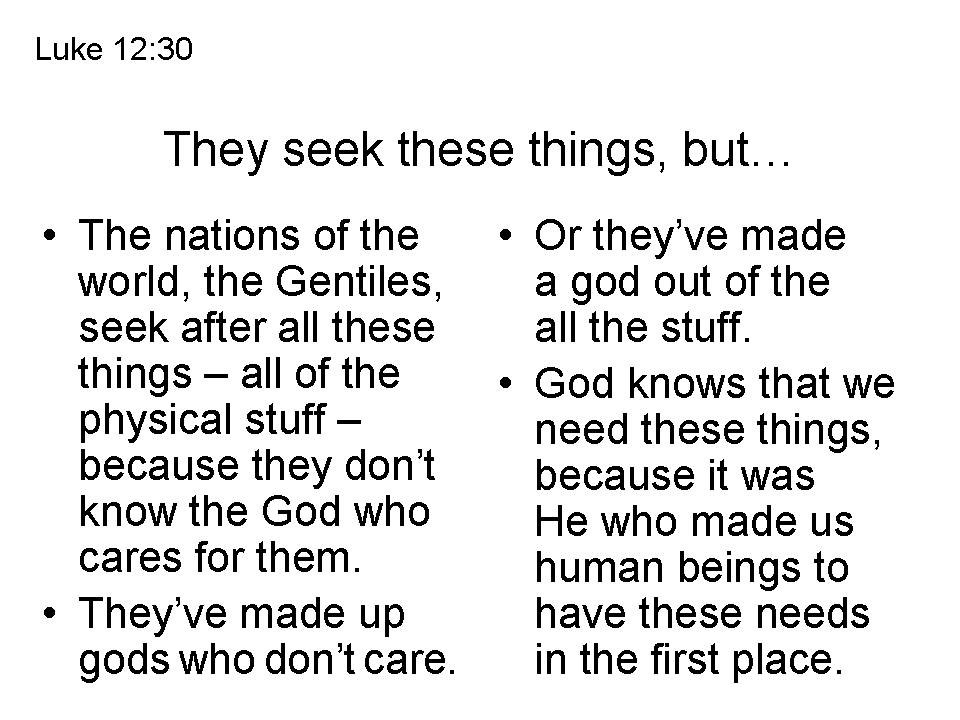 Luke 12:30
They seek these things, but…
• The nations of the
world, the Gentiles,
seek after all these
things – all of the
physical stuff –
because they don’t
know the God who
cares for them.
• They’ve made up
gods who don’t care.
• Or they’ve made
a god out of the
all the stuff.
• God knows that we
need these things,
because it was
He who made us
human beings to
have these needs
in the first place.